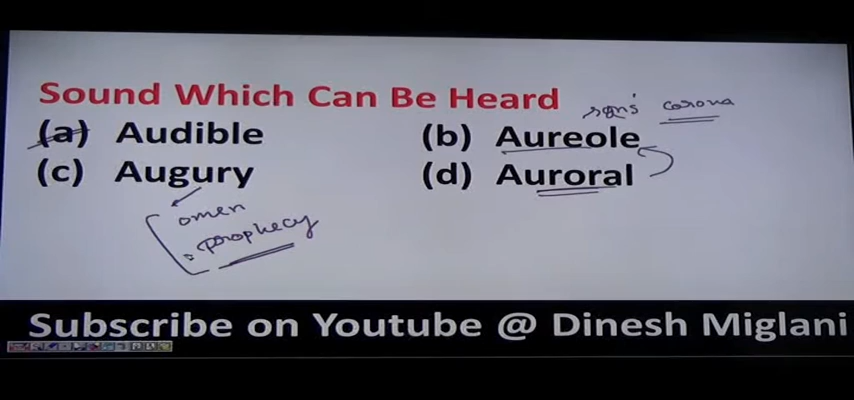 Sound Which Can Be Heard
corona
(a) Audible (b) Aureole
(c) Augury (d) Auroral
omen
prophecy
Subscribe on Youtube @ Dinesh Miglani